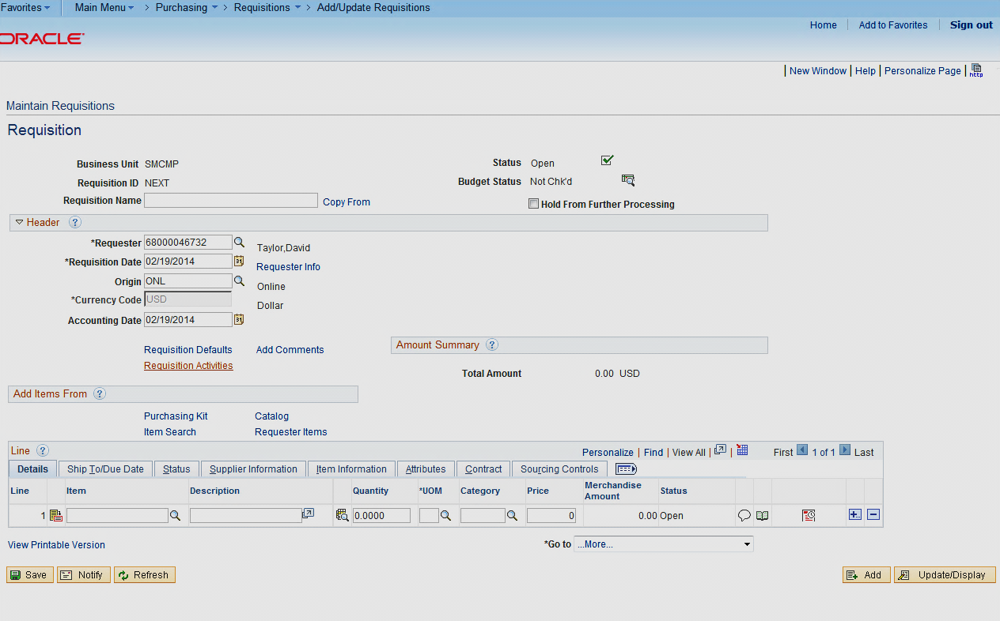 Favorites Main Menu > Purchasing > Requisitions > Add/Update Requisitions
Home Add to Favorites Sign out
ORACLE
New Window | Help | Personalize Page | http
Maintain Requisitions
Requisition
Business Unit SMCMP Status Open
Requisition ID NEXT Budget Status Not Chk'd
Requisition Name Copy From Hold From Further Processing
Header ?
*Requester 68000046732 Taylor,David
*Requisition Date 02/19/2014 31 Requester Info
Origin ONL Online
*Currency Code USD Dollar
Accounting Date 02/19/2014 31
Requisition Defaults Add Comments Amount Summary ?
Requisition Activities
Total Amount 0.00 USD
Add Items From ?
Purchasing Kit Catalog
Item Search Requester Items
Line ? Personalize | Find | View All | | First 1 of 1 Last
Details Ship To/Due Date Status Supplier Information Item Information Attributes Contract Sourcing Controls
Line Item Description Quantity *UOM Category Price Merchandise Amount Status
1 0.0000 0 0.00 Open
View Printable Version *Go to ...More...
Save Notify Refresh Add Update/Display